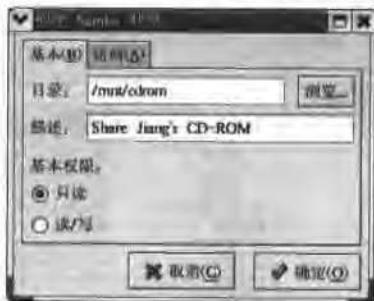 Samba
基本(B) 访问(A)
目录： /mnt/cdrom 浏览...
描述： Share Jiang's CD-ROM
基本权限：
只读
读/写
取消(C) 确定(O)